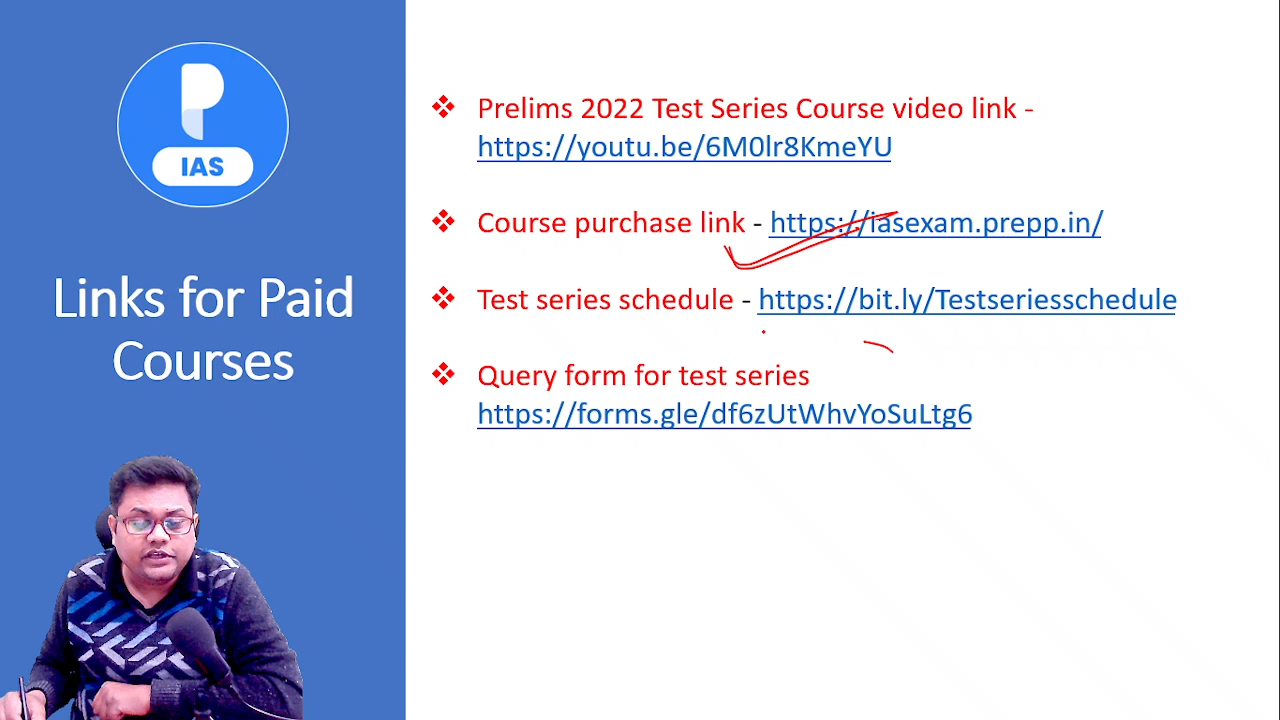 P
IAS
Links for Paid
Courses
❖ Prelims 2022 Test Series Course video link -
https://youtu.be/6M0lr8KmeYU
❖ Course purchase link - https://iasexam.prepp.in/
❖ Test series schedule - https://bit.ly/Testseriesschedule
❖ Query form for test series
https://forms.gle/df6zUtWhvYoSuLtg6